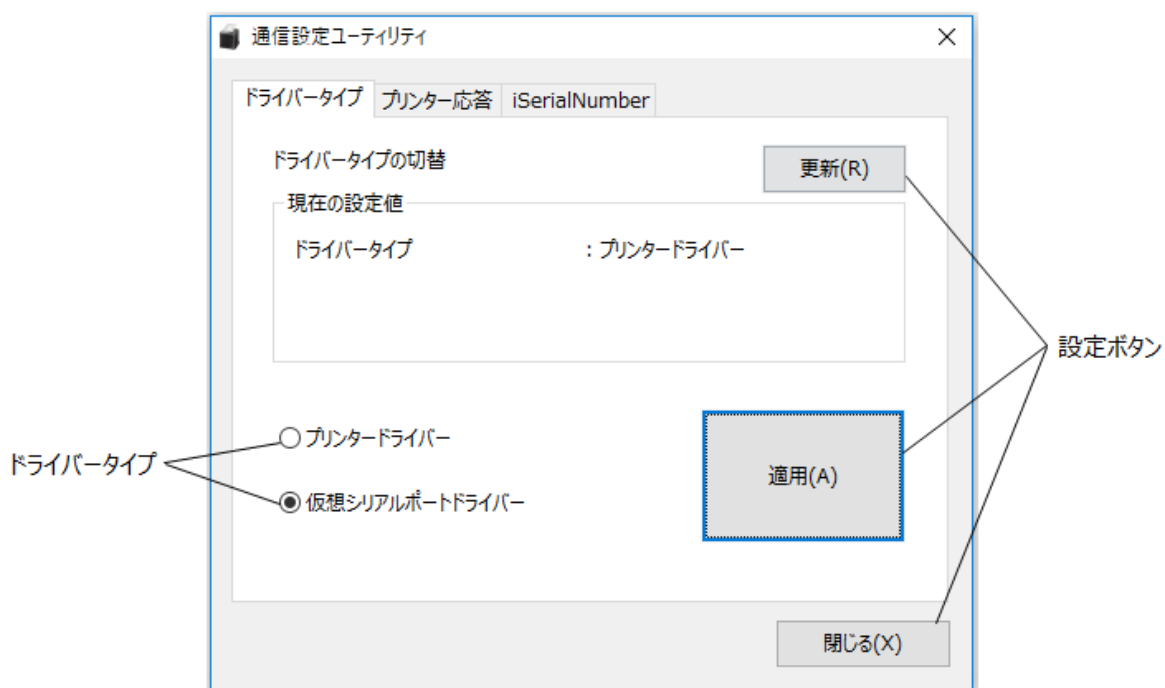 通信設定ユーティリティ
ドライバータイプ プリンター応答 iSerialNumber
ドライバータイプの切替
更新(R)
現在の設定値
ドライバータイプ : プリンタードライバー
設定ボタン
プリンタードライバー
ドライバータイプ
適用(A)
仮想シリアルポートドライバー
閉じる(X)